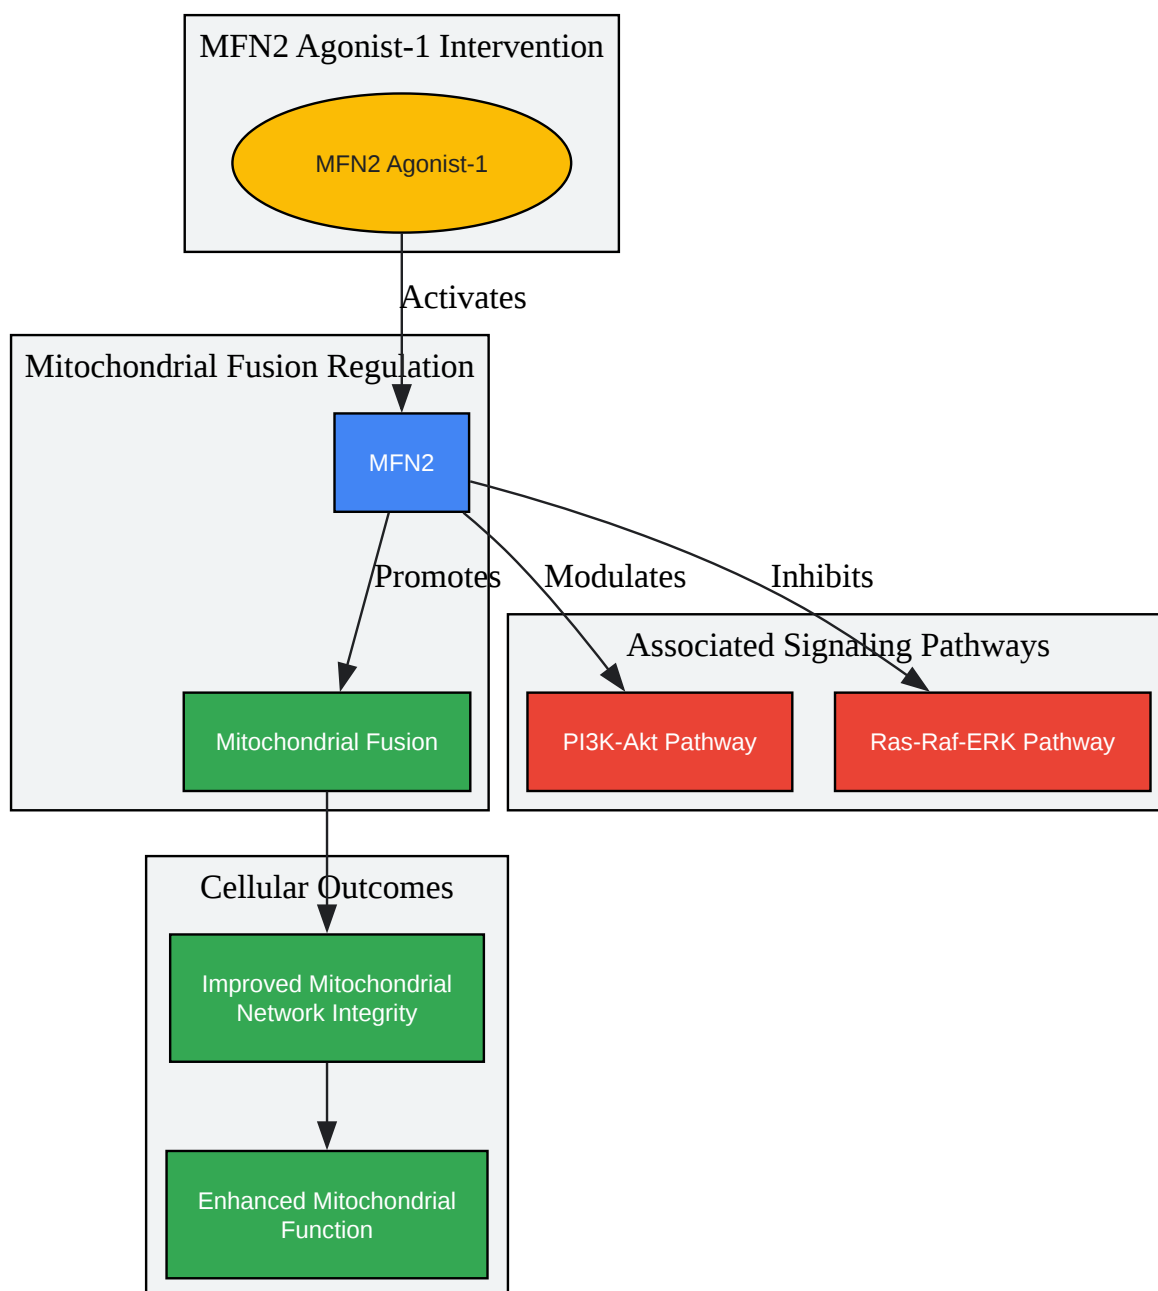 MFN2 Agonist-1 Intervention
MFN2 Agonist-1
Activates
Mitochondrial Fusion Regulation
MFN2
Promotes
Modulates
Inhibits
Associated Signaling Pathways
Mitochondrial Fusion
PI3K-Akt Pathway
Ras-Raf-ERK Pathway
Cellular Outcomes
Improved Mitochondrial
Network Integrity
Enhanced Mitochondrial
Function